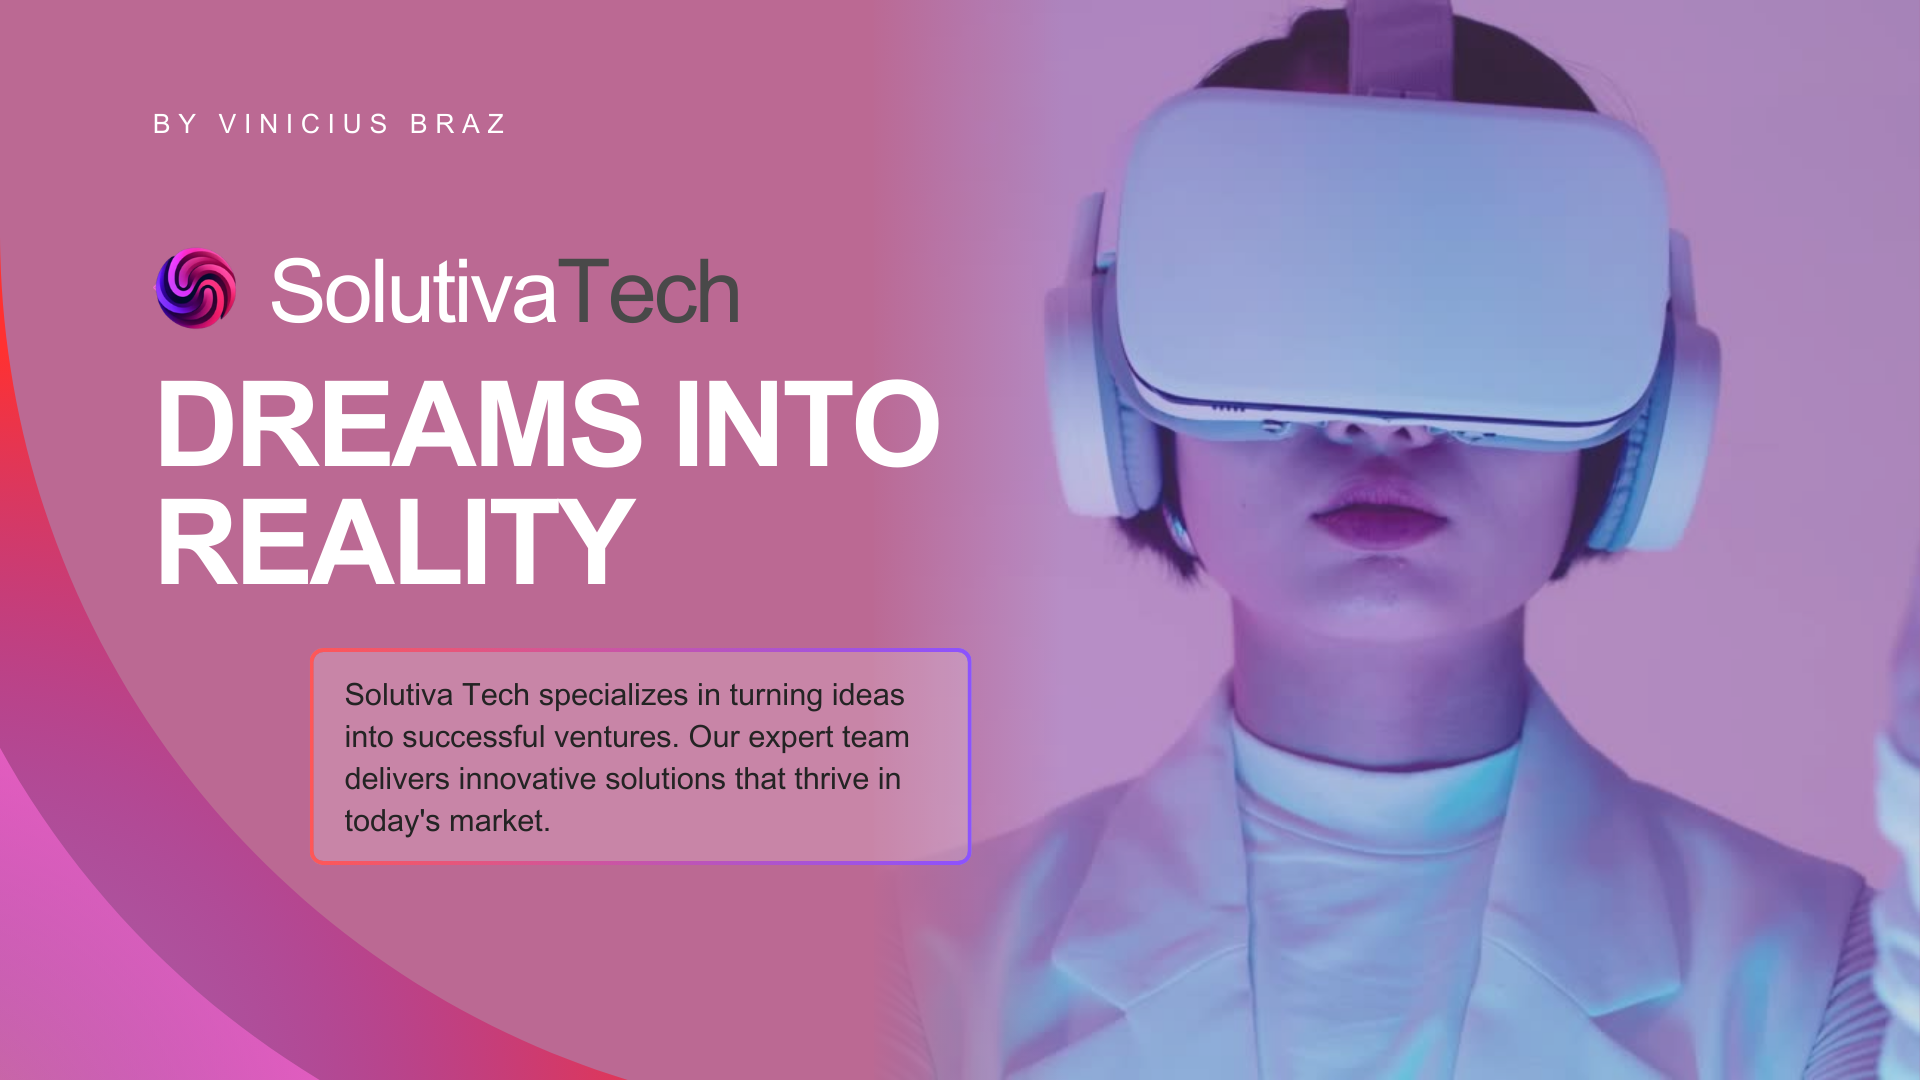 BY VINICIUS BRAZ
SolutivaTech
DREAMS INTO
REALITY
Solutiva Tech specializes in turning ideas
into successful ventures. Our expert team
delivers innovative solutions that thrive in
today's market.